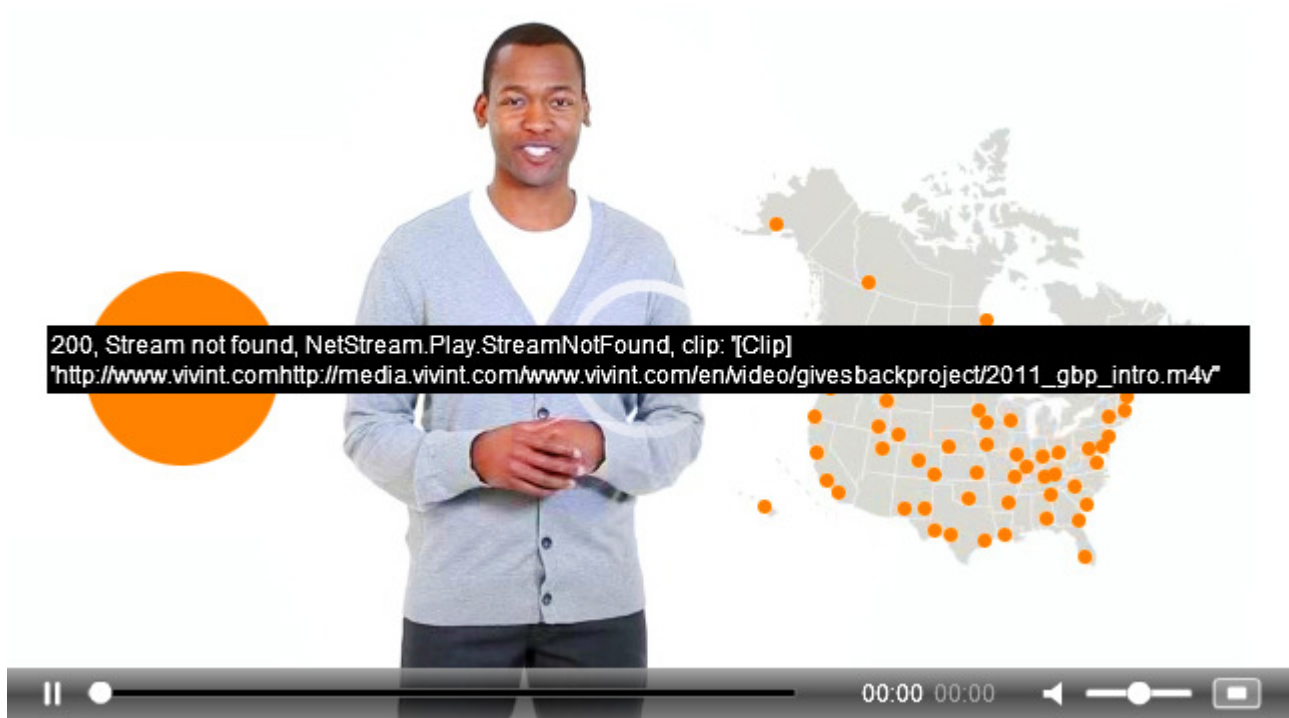 200, Stream not found, NetStream.Play.StreamNotFound, clip: '[Clip]
"http://www.vivint.comhttp://media.vivint.com/www.vivint.com/en/video/givesbackproject/2011_gbp_intro.m4v"
00:00 00:00